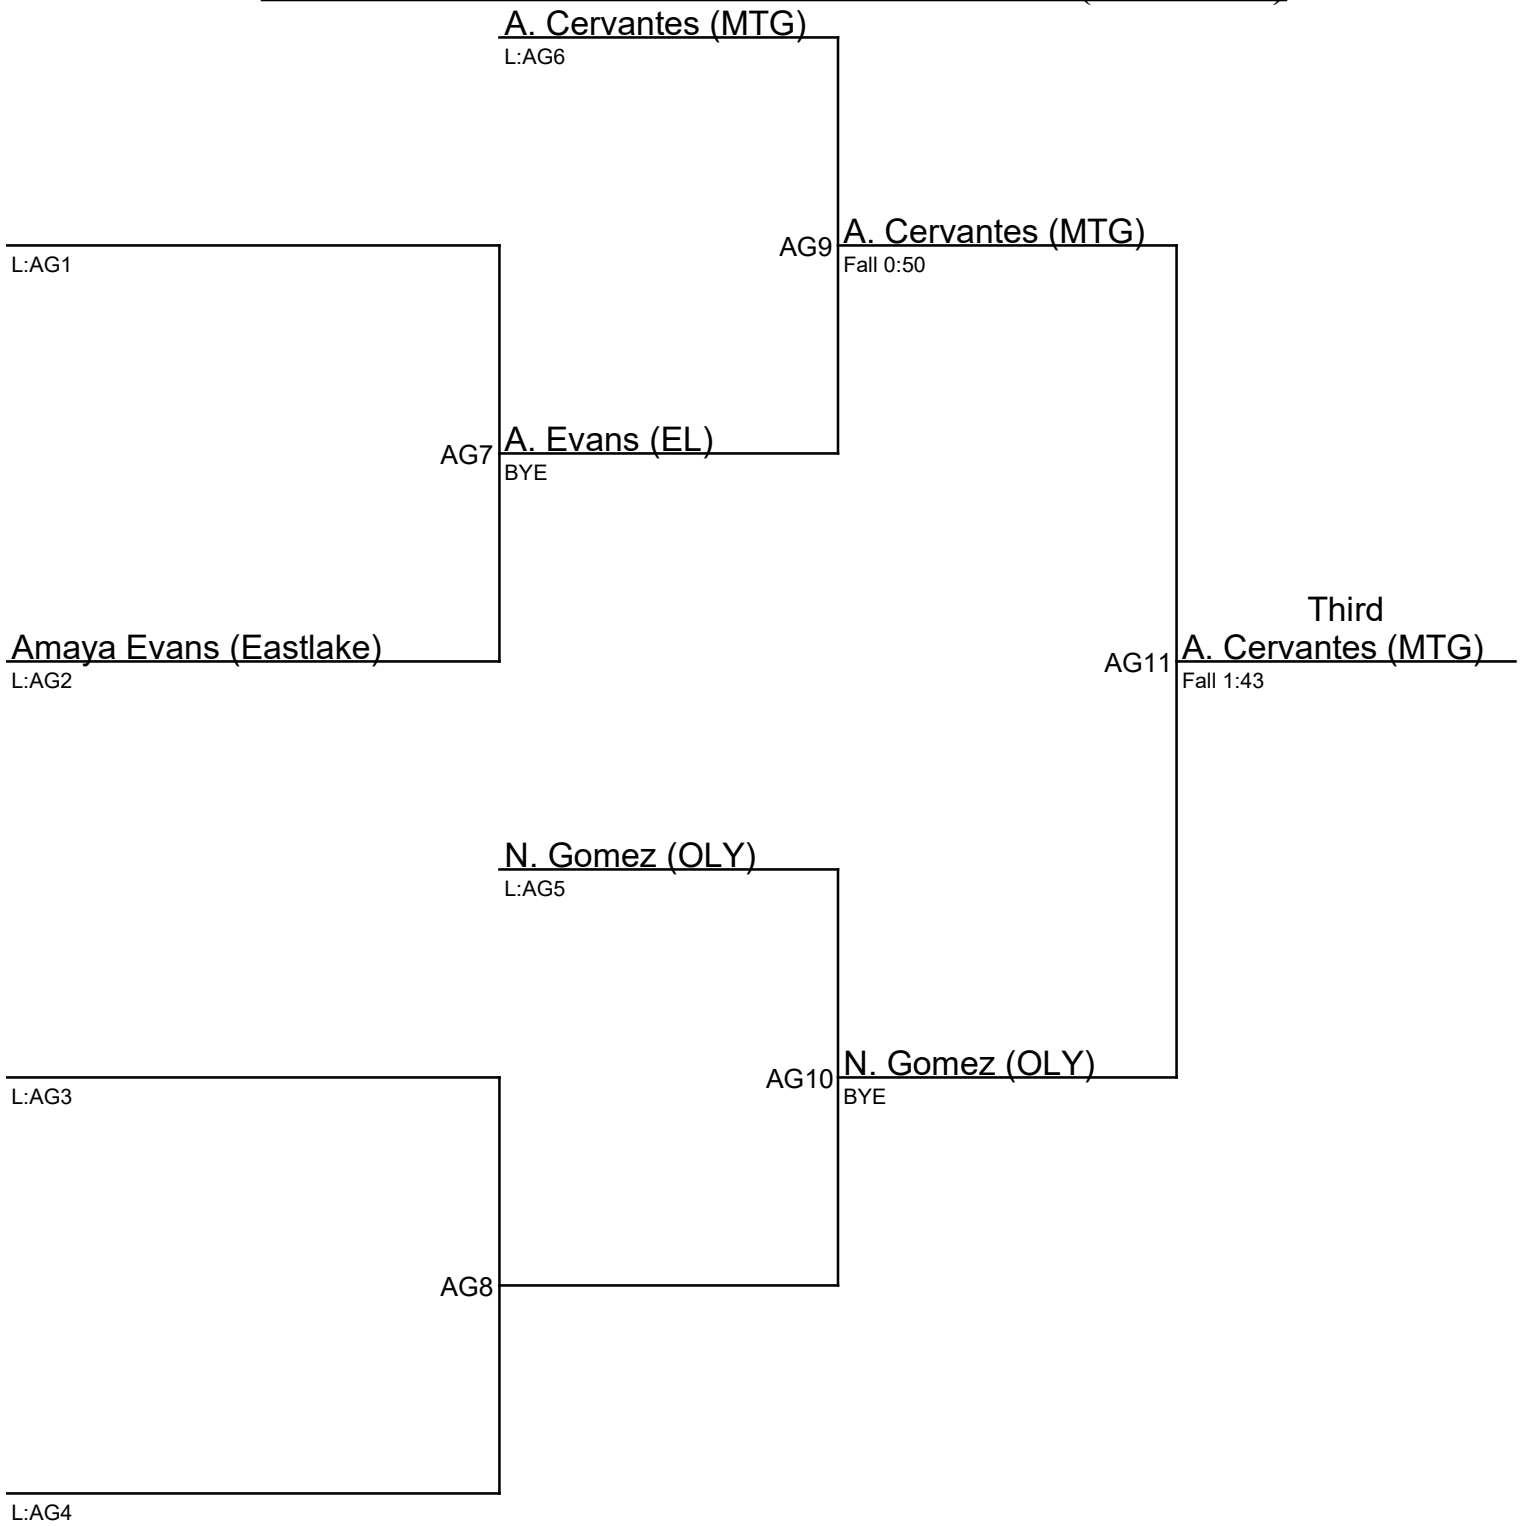 A. Cervantes (MTG)
L:AG6
AG9
A. Cervantes (MTG)
Fall 0:50
L:AG1
AG7
A. Evans (EL)
BYE
Third
Amaya Evans (Eastlake)
L:AG2
AG11
A. Cervantes (MTG)
Fall 1:43
N. Gomez (OLY)
L:AG5
AG10
N. Gomez (OLY)
BYE
L:AG3
AG8
L:AG4